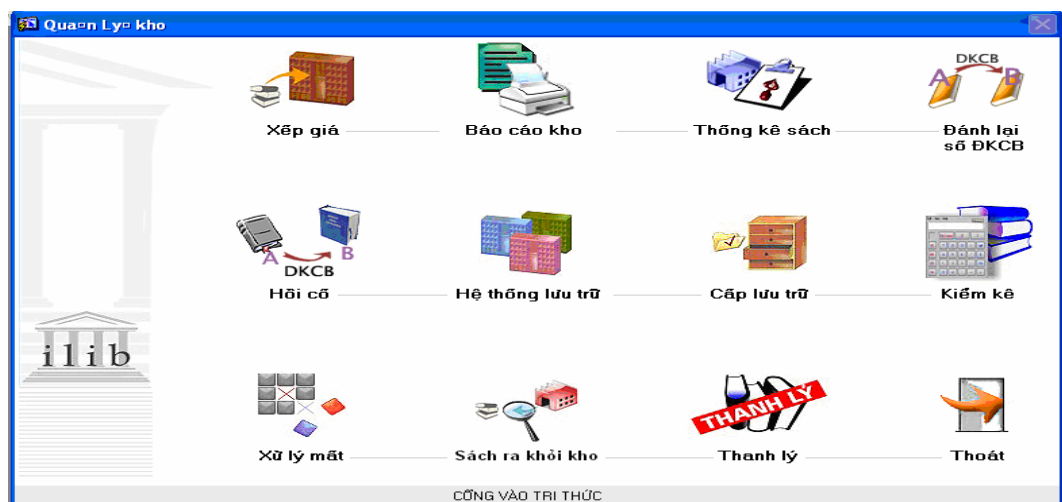 Qua¤n Ly¤ kho
DKCB
A B
Xếp giá Báo cáo kho Thống kê sách Đánh lại
số ĐKCB
A B
DKCB
Hồi cố Hệ thống lưu trữ Cấp lưu trữ Kiểm kê
ilib
THANH LÝ
Xử lý mất Sách ra khỏi kho Thanh lý Thoát
CỔNG VÀO TRI THỨC